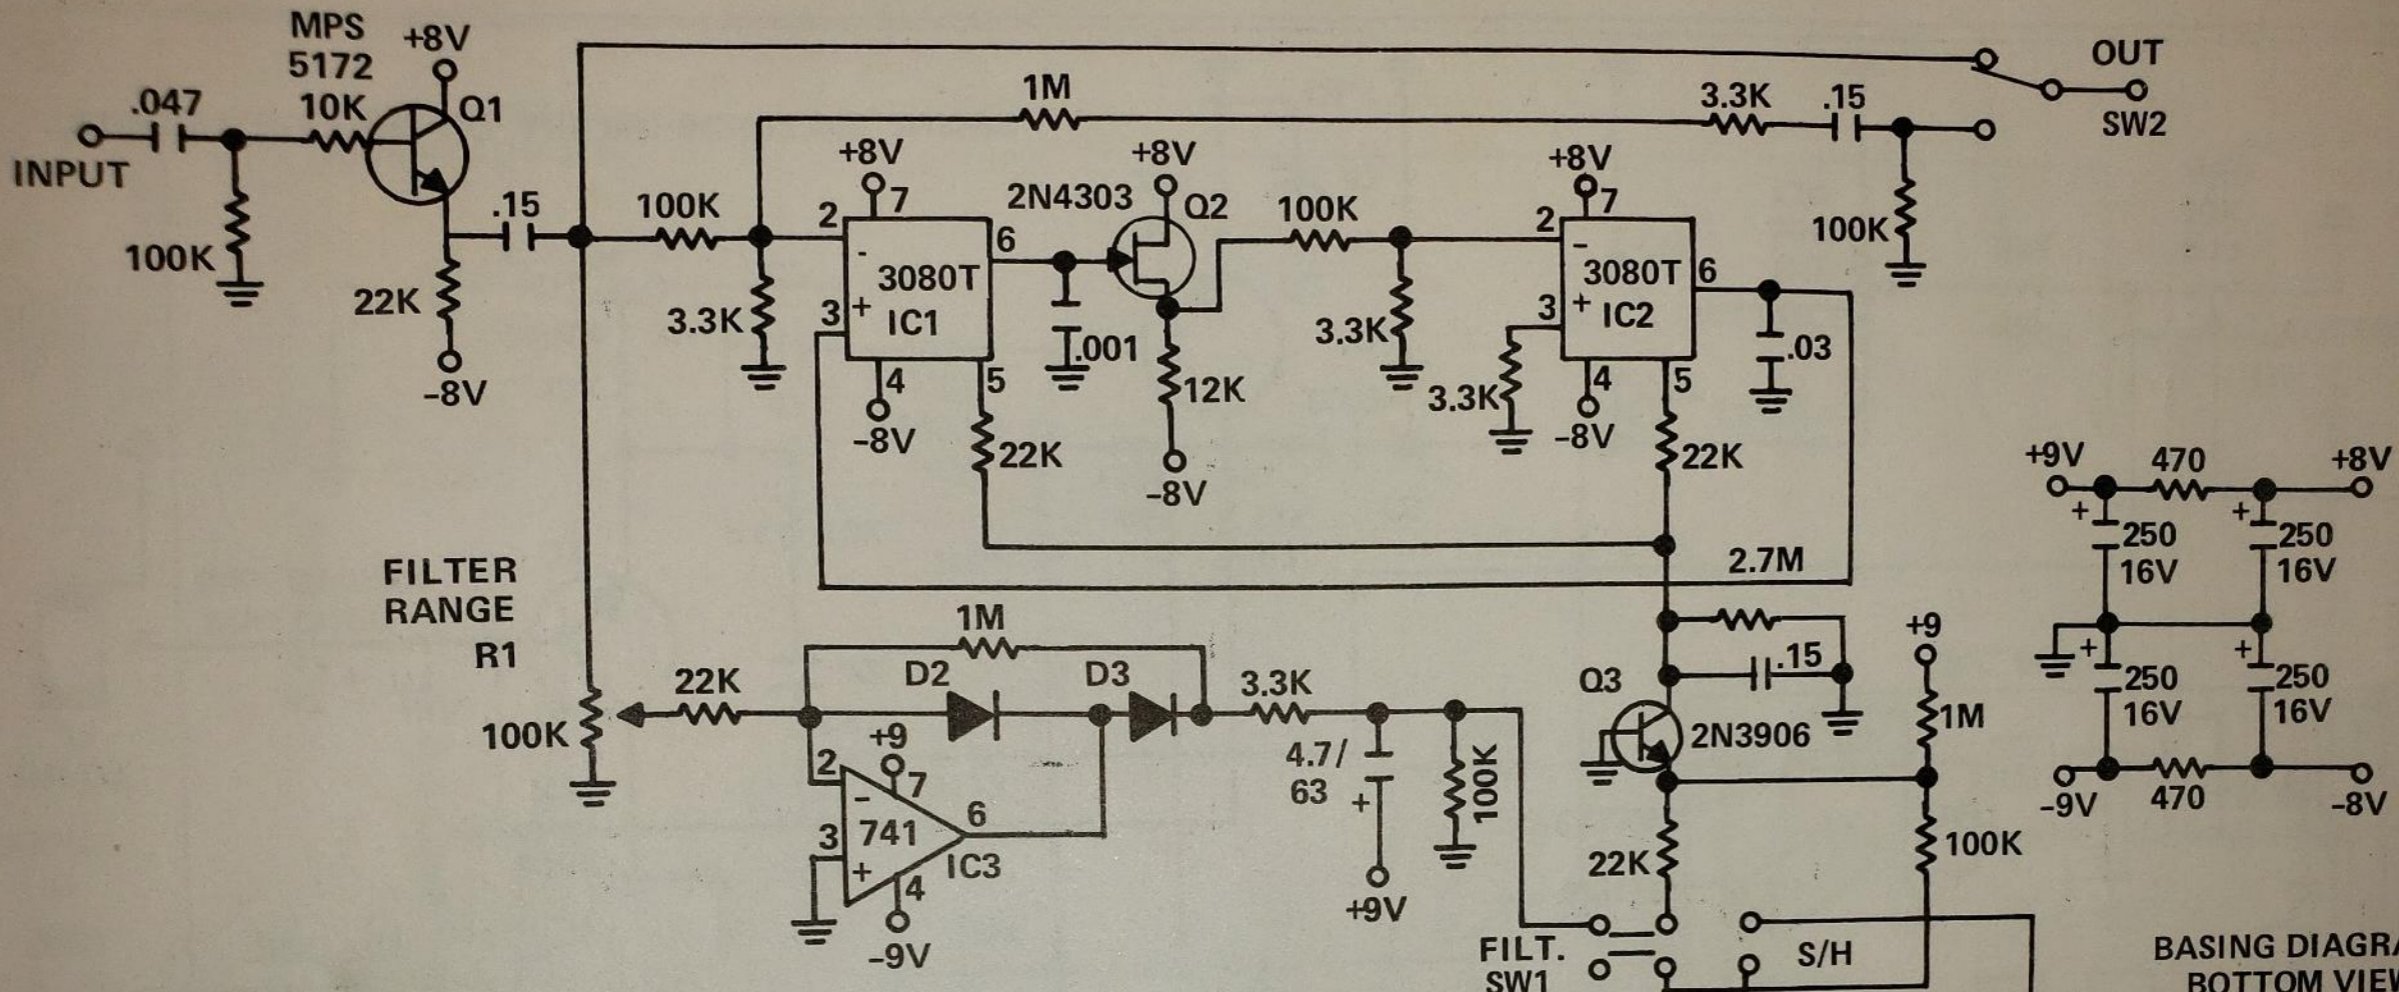 MPS
5172
+8V
.047
10K
Q1
INPUT
100K
.15
22K
-8V
1M
3.3K
.15
OUT
SW2
100K
100K
3.3K
2
+8V
7
-
3080T
3
+
IC1
6
4
-8V
5
22K
2N4303
+8V
Q2
.001
12K
-8V
100K
3.3K
2
+8V
7
-
3080T
3
+
IC2
6
3.3K
4
-8V
5
22K
.03
2.7M
FILTER
RANGE
R1
100K
22K
1M
D2
D3
3.3K
+9
2
7
-
741
6
3
+
IC3
4
-9V
4.7/
63
+
+9V
100K
Q3
2N3906
.15
+9
1M
22K
100K
FILT.
SW1
S/H
+9V
470
+8V
+
250
16V
+
250
16V
+
250
16V
+
250
16V
-9V
470
-8V
BASING DIAGRA
BOTTOM VIEW